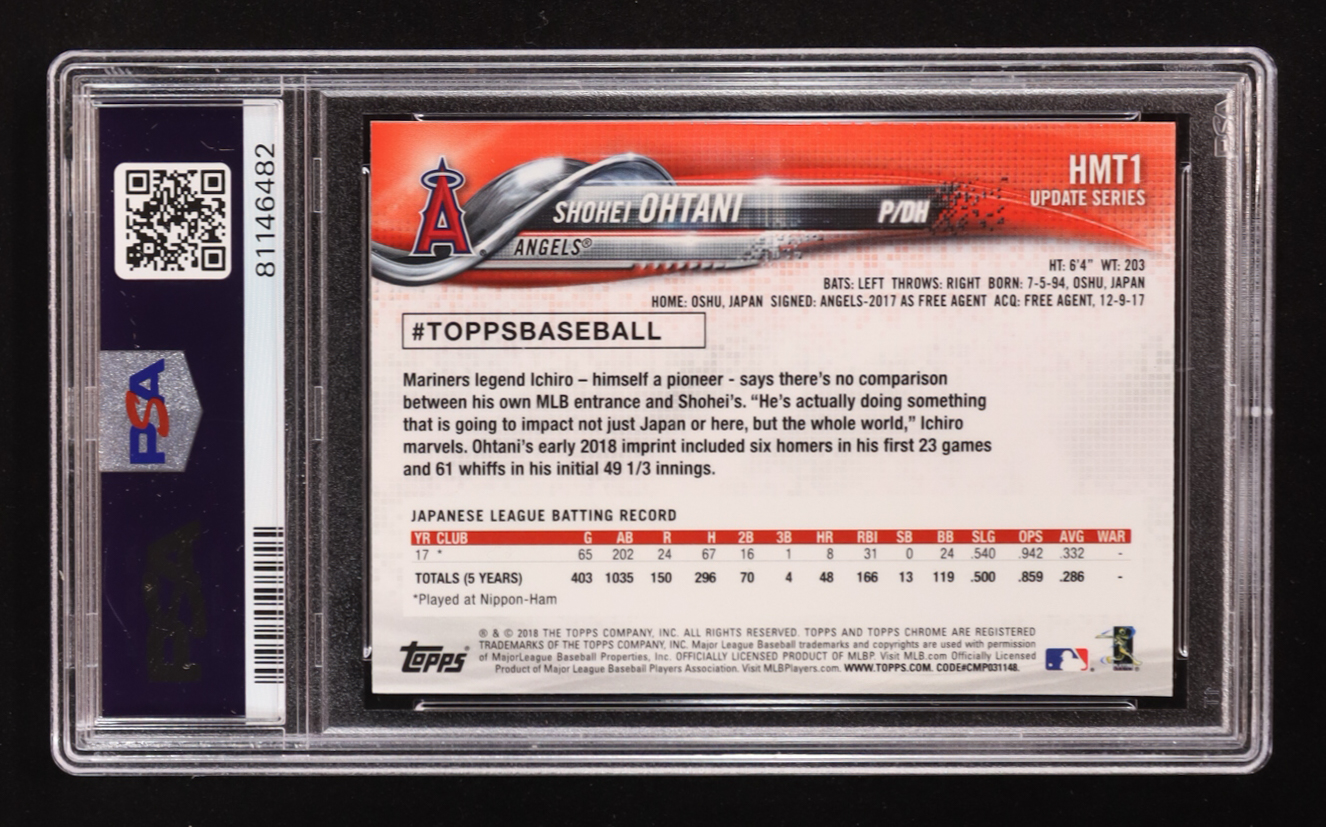 81146482
PSA
PSA
A
SHOHEI OHTANI
P/DH
ANGELS®
HMT1
UPDATE SERIES
HT: 6'4" WT: 203
BATS: LEFT THROWS: RIGHT BORN: 7-5-94, OSHU, JAPAN
HOME: OSHU, JAPAN SIGNED: ANGELS-2017 AS FREE AGENT ACQ: FREE AGENT, 12-9-17
#TOPPSBASEBALL
Mariners legend Ichiro – himself a pioneer - says there's no comparison
between his own MLB entrance and Shohei's. “He's actually doing something
that is going to impact not just Japan or here, but the whole world,” Ichiro
marvels. Ohtani's early 2018 imprint included six homers in his first 23 games
and 61 whiffs in his initial 49 1/3 innings.
JAPANESE LEAGUE BATTING RECORD
YR CLUB G AB R H 2B 3B HR RBI SB BB SLG OPS AVG WAR
17 * 65 202 24 67 16 1 8 31 0 24 .540 .942 .332 -
TOTALS (5 YEARS) 403 1035 150 296 70 4 48 166 13 119 .500 .859 .286 -
*Played at Nippon-Ham
® & © 2018 THE TOPPS COMPANY, INC. ALL RIGHTS RESERVED. TOPPS AND TOPPS CHROME ARE REGISTERED
TRADEMARKS OF THE TOPPS COMPANY, INC. Major League Baseball trademarks and copyrights are used with permission
of MajorLeague Baseball Properties, Inc. OFFICIALLY LICENSED PRODUCT OF MLBP. Visit MLB.com Officially Licensed
Product of Major League Baseball Players Association. Visit MLBPlayers.com. WWW.TOPPS.COM. CODE#CMP031148.
Topps®
PSA